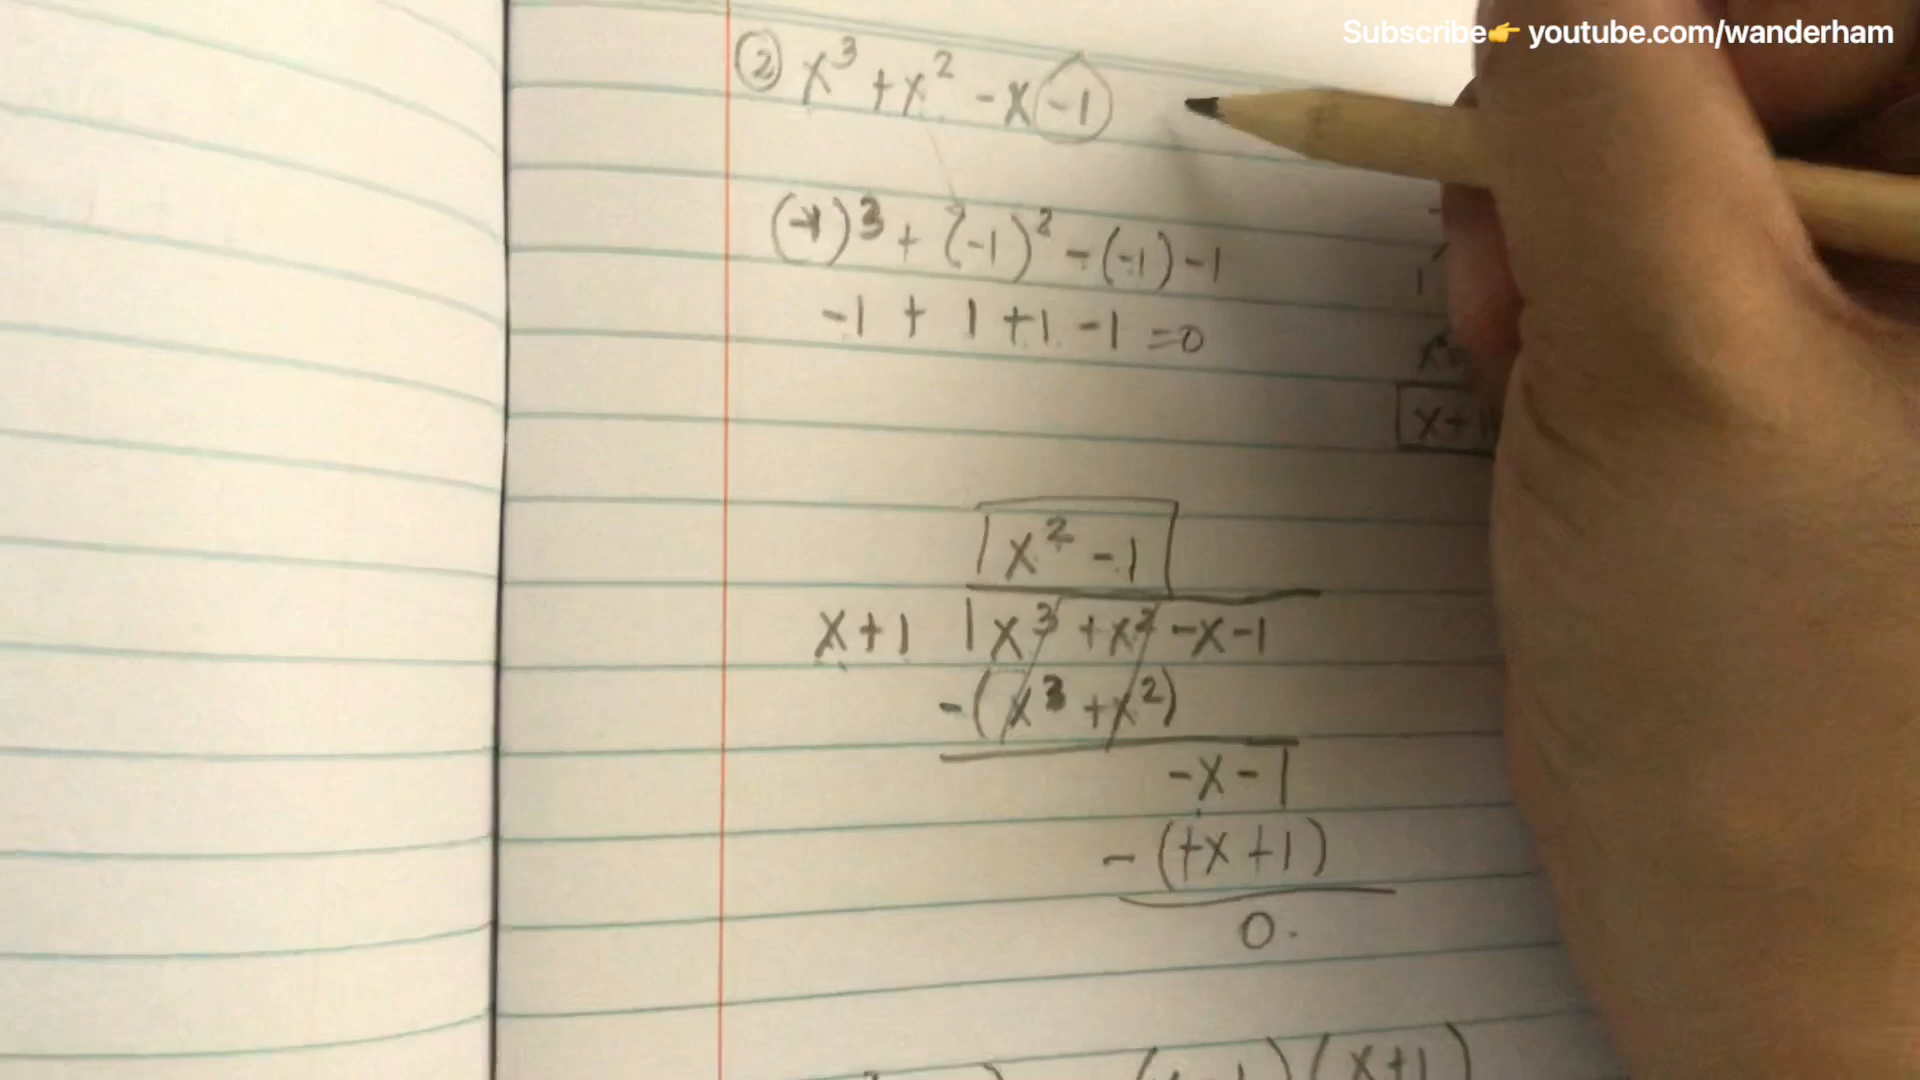 Subscribe👉 youtube.com/wanderham
② x³ + x² - x - 1
(-1)³ + (-1)² - (-1) - 1
-1 + 1 + 1 - 1 = 0
x² - 1
x + 1 x³ + x² - x - 1
- (x³ + x²)
- x - 1
- (+x + 1)
0.
(x+1)